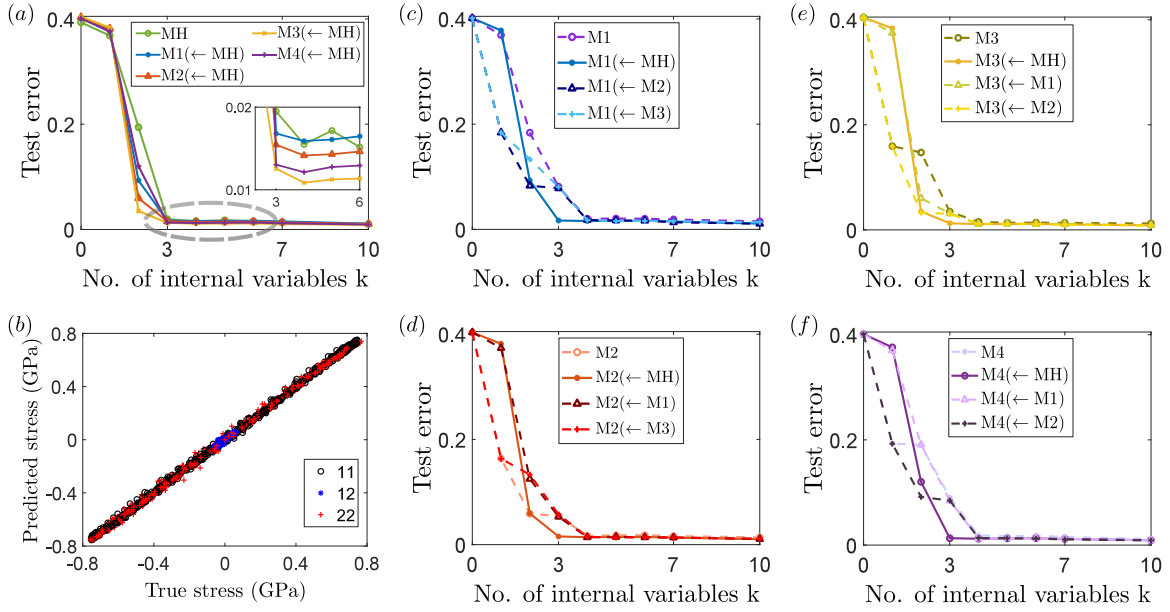 (a)
0.4
0.2
0
Test error
MH
M1(← MH)
M2(← MH)
M3(← MH)
M4(← MH)
0.02
0.01
3
6
0
3
7
10
No. of internal variables k
(c)
0.4
0.2
0
Test error
M1
M1(← MH)
M1(← M2)
M1(← M3)
0
3
7
10
No. of internal variables k
(e)
0.4
0.2
0
Test error
M3
M3(← MH)
M3(← M1)
M3(← M2)
0
3
7
10
No. of internal variables k
(b)
0.8
0.4
0
-0.4
-0.8
Predicted stress (GPa)
11
12
22
-0.8
-0.4
0
0.4
0.8
True stress (GPa)
(d)
0.4
0.2
0
Test error
M2
M2(← MH)
M2(← M1)
M2(← M3)
0
3
7
10
No. of internal variables k
(f)
0.4
0.2
0
Test error
M4
M4(← MH)
M4(← M1)
M4(← M2)
0
3
7
10
No. of internal variables k